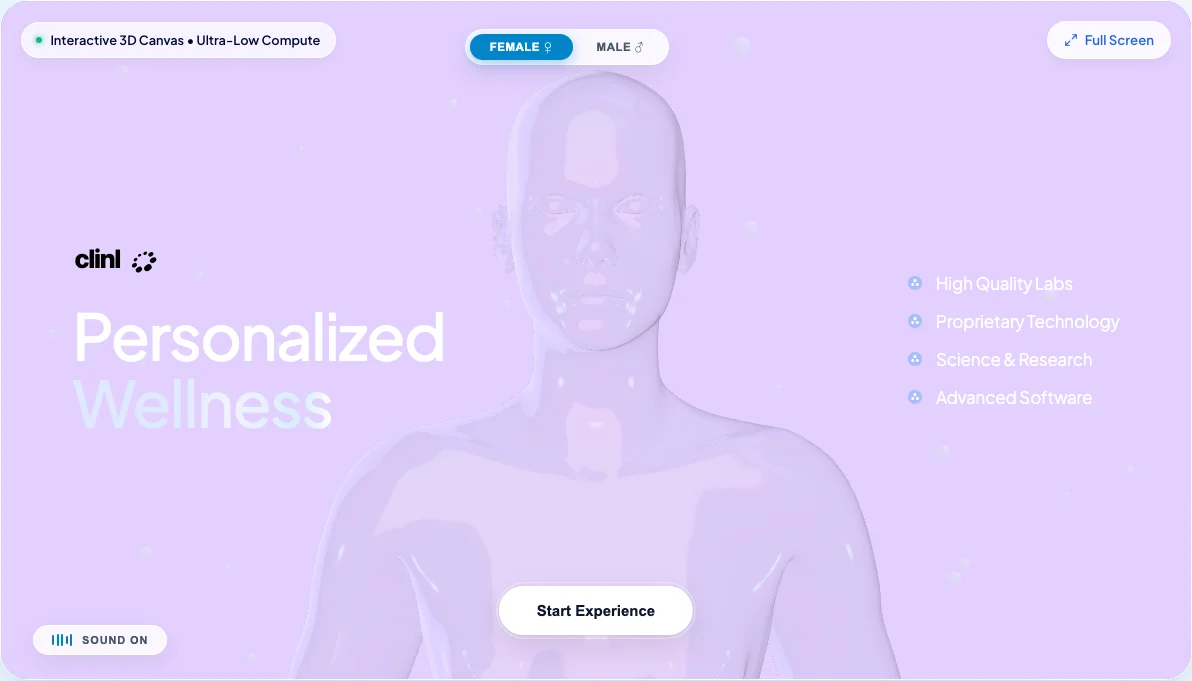 Interactive 3D Canvas • Ultra-Low Compute
FEMALE ♀
MALE ♂
Full Screen
clinl
Personalized
Wellness
High Quality Labs
Proprietary Technology
Science & Research
Advanced Software
Start Experience
SOUND ON